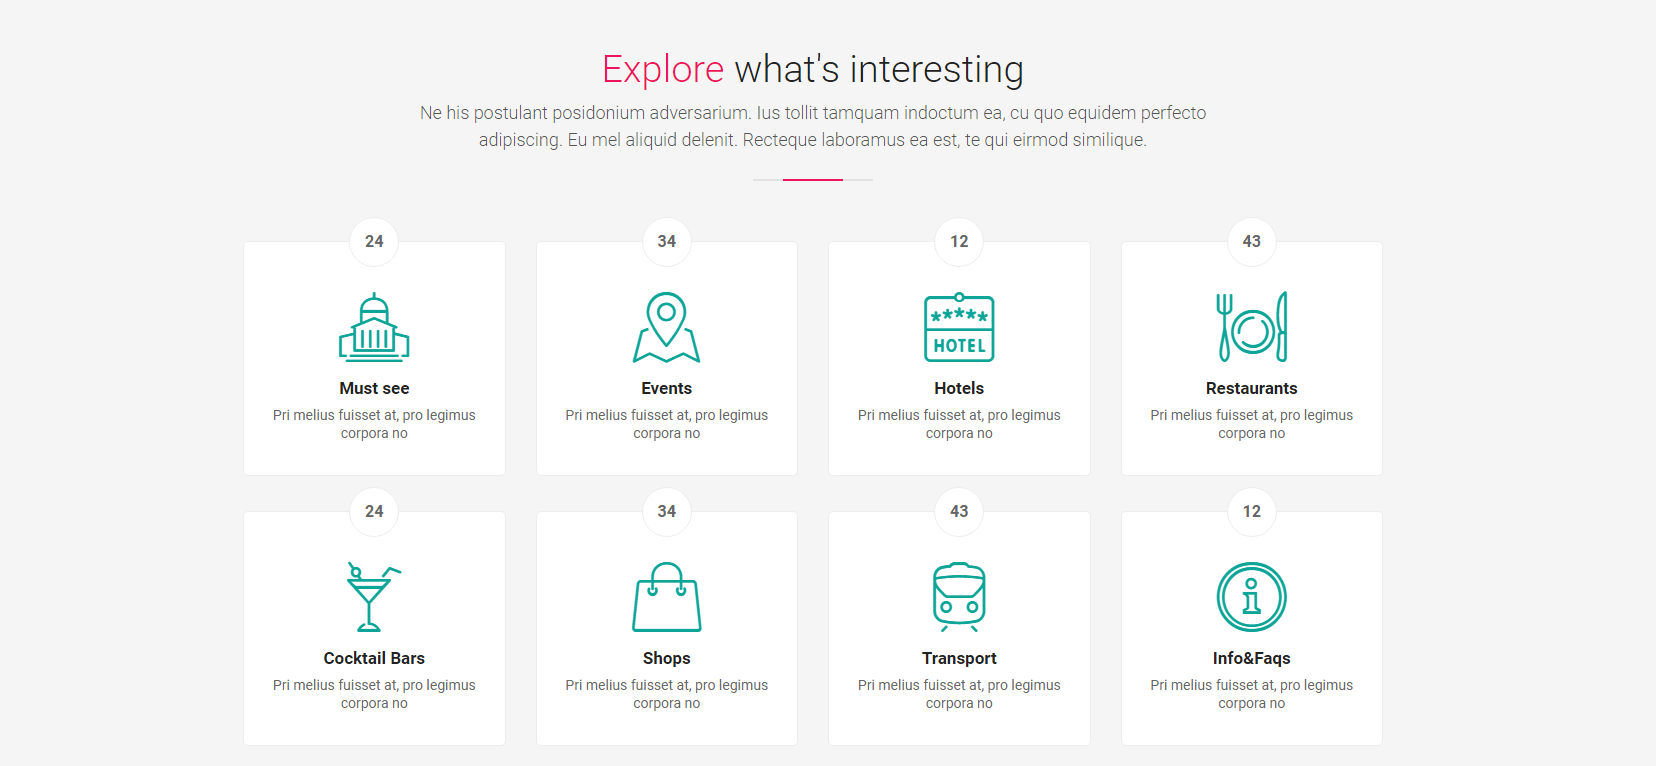 Explore what's interesting
Ne his postulant posidonium adversarium. Ius tollit tamquam indoctum ea, cu quo equidem perfecto
adipiscing. Eu mel aliquid delenit. Recteque laboramus ea est, te qui eirmod similique.
24
Must see
Pri melius fuisset at, pro legimus
corpora no
34
Events
Pri melius fuisset at, pro legimus
corpora no
12
*****
HOTEL
Hotels
Pri melius fuisset at, pro legimus
corpora no
43
Restaurants
Pri melius fuisset at, pro legimus
corpora no
24
Cocktail Bars
Pri melius fuisset at, pro legimus
corpora no
34
Shops
Pri melius fuisset at, pro legimus
corpora no
43
Transport
Pri melius fuisset at, pro legimus
corpora no
12
i
Info&Faqs
Pri melius fuisset at, pro legimus
corpora no